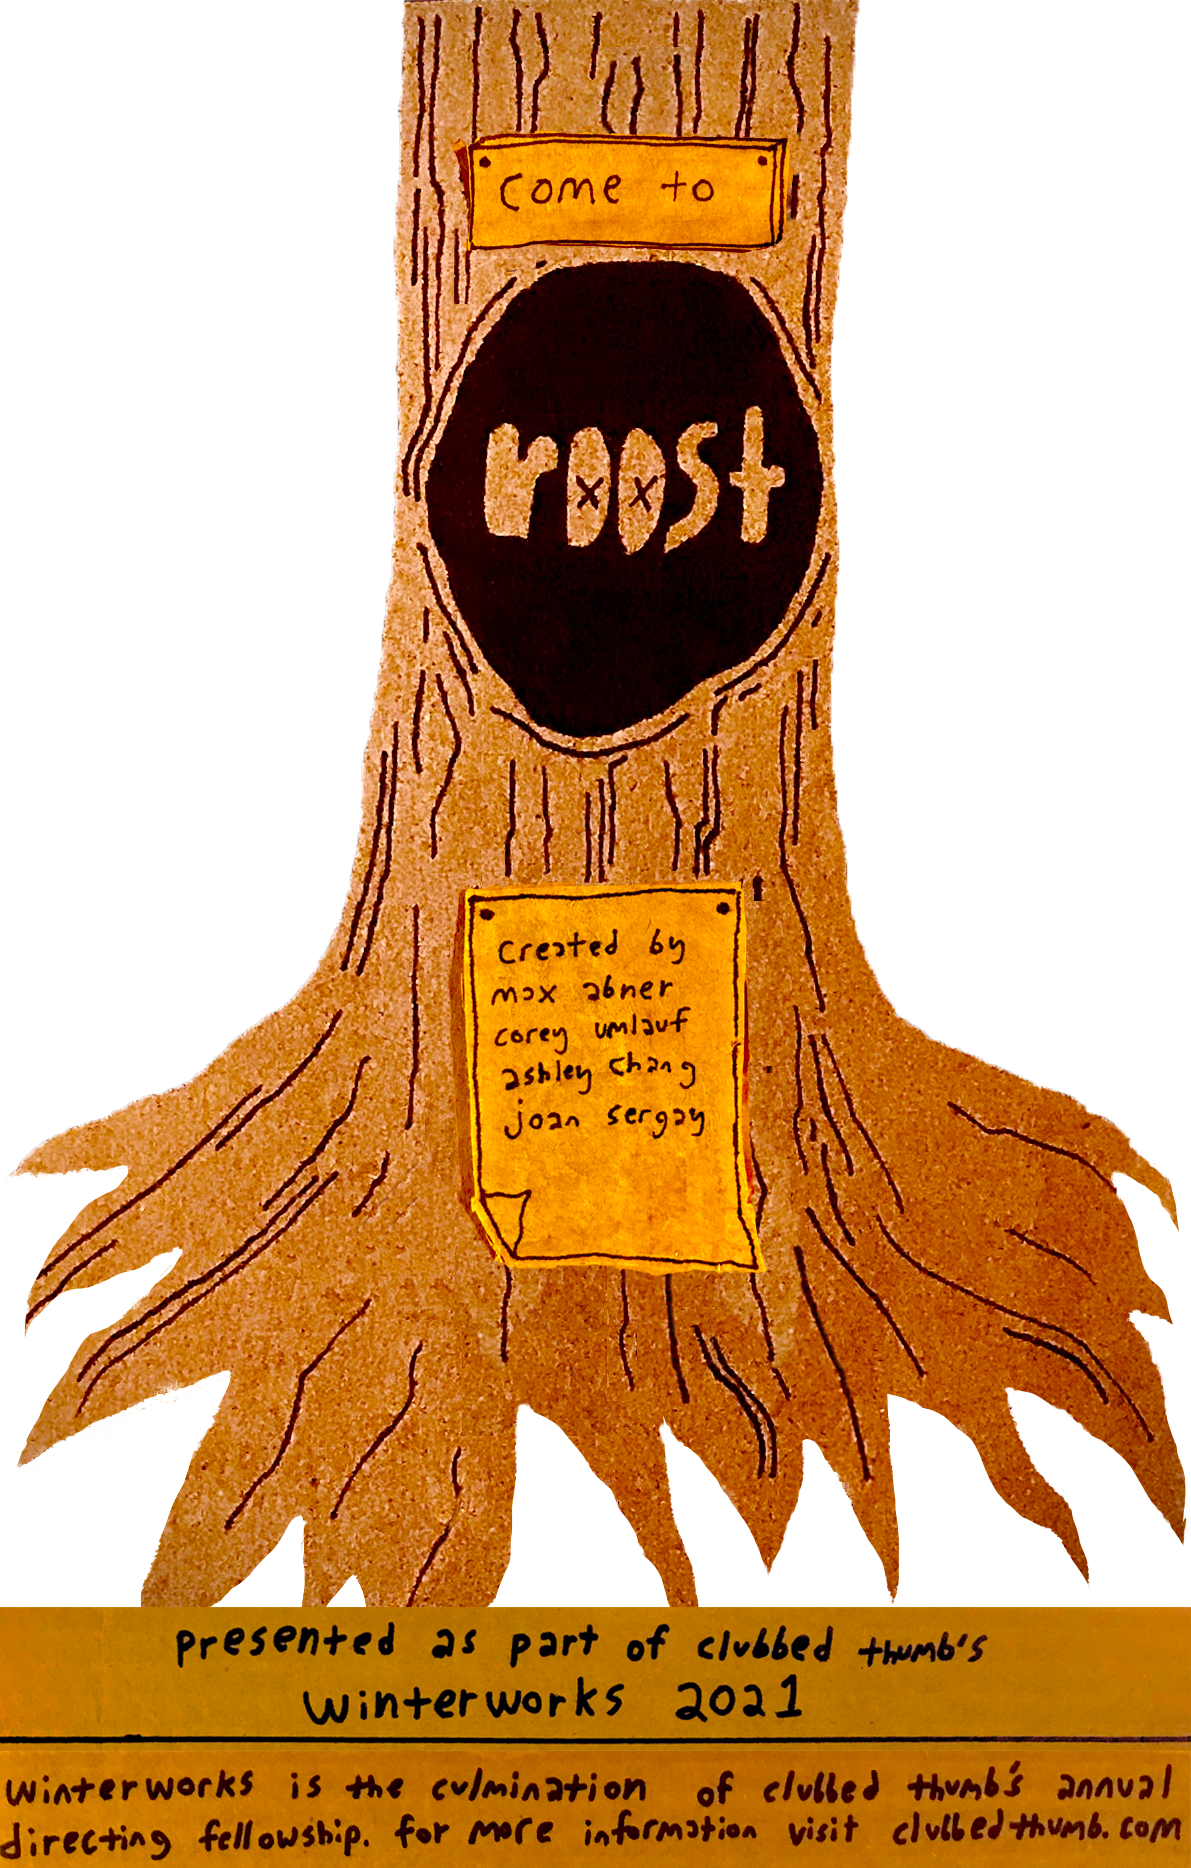 come to
roost
created by
max abner
corey umlauf
ashley chang
joan sergay
presented as part of clubbed thumb's
winterworks 2021
winterworks is the culmination of clubbed thumb's annual
directing fellowship. for more information visit clubbedthumb.com